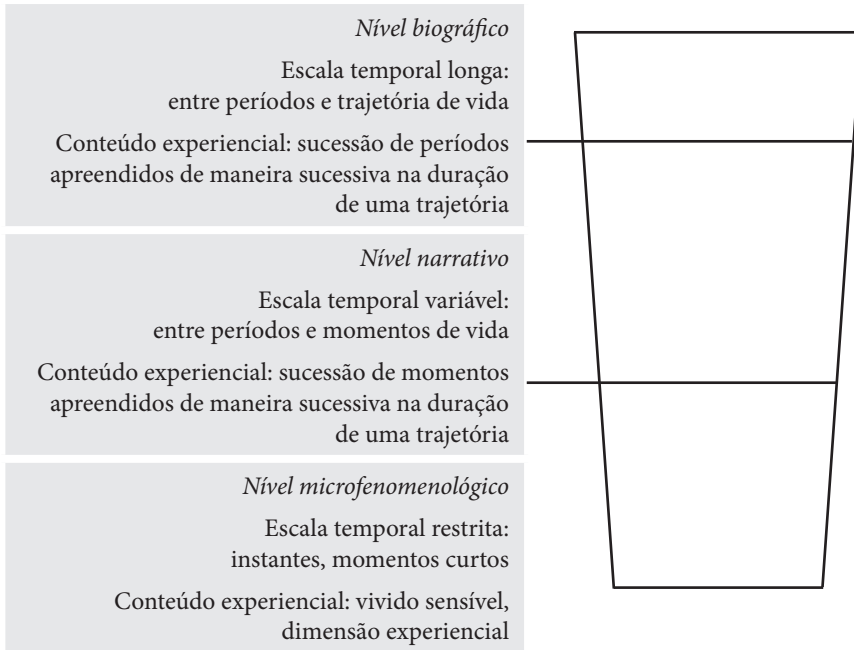 Nível biográfico
Escala temporal longa:
entre períodos e trajetória de vida
Conteúdo experiencial: sucessão de períodos
apreendidos de maneira sucessiva na duração
de uma trajetória
Nível narrativo
Escala temporal variável:
entre períodos e momentos de vida
Conteúdo experiencial: sucessão de momentos
apreendidos de maneira sucessiva na duração
de uma trajetória
Nível microfenomenológico
Escala temporal restrita:
instantes, momentos curtos
Conteúdo experiencial: vivido sensível,
dimensão experiencial